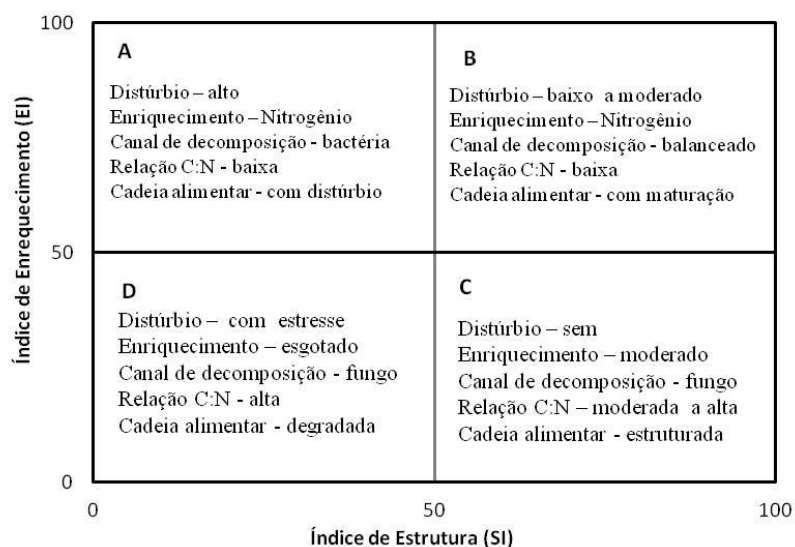 100
A
Distúrbio – alto
Enriquecimento – Nitrogênio
Canal de decomposição - bactéria
Relação C:N - baixa
Cadeia alimentar - com distúrbio
B
Distúrbio – baixo a moderado
Enriquecimento – Nitrogênio
Canal de decomposição - balanceado
Relação C:N - baixa
Cadeia alimentar - com maturação
Índice de Enrequecimento (EI)
50
D
Distúrbio – com estresse
Enriquecimento – esgotado
Canal de decomposição - fungo
Relação C:N - alta
Cadeia alimentar - degradada
C
Distúrbio – sem
Enriquecimento – moderado
Canal de decomposição - fungo
Relação C:N – moderada a alta
Cadeia alimentar - estruturada
0
0
50
100
Índice de Estrutura (SI)